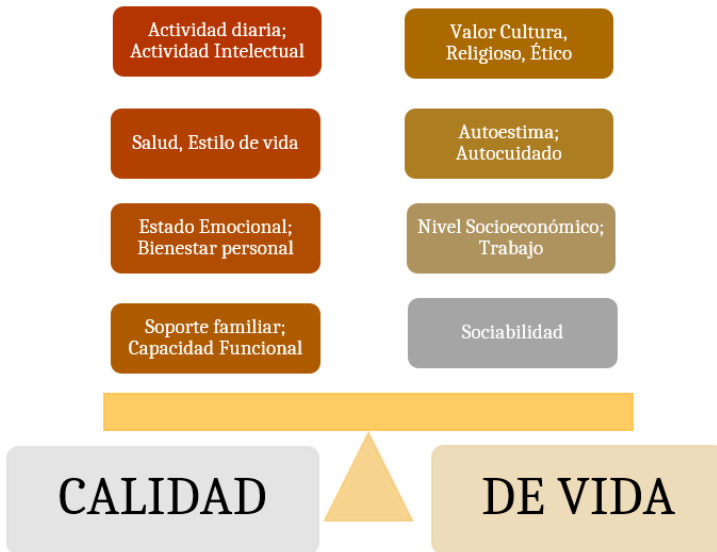 Actividad diaria;
Actividad Intelectual
Valor Cultura,
Religioso, Ético
Salud, Estilo de vida
Autoestima;
Autocuidado
Estado Emocional;
Bienestar personal
Nivel Socioeconómico;
Trabajo
Soporte familiar;
Capacidad Funcional
Sociabilidad
CALIDAD
DE VIDA